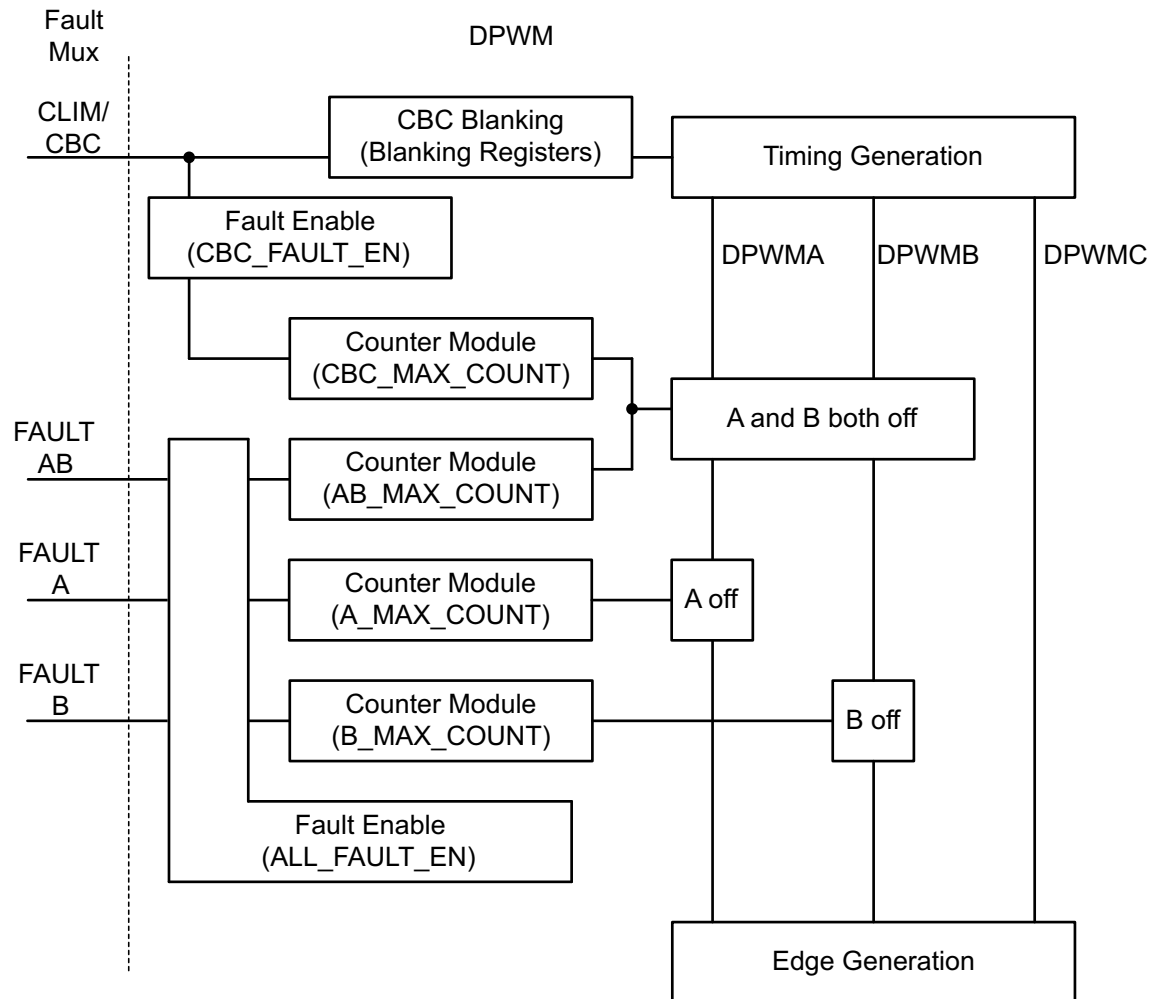 Fault
Mux
DPWM
CLIM/
CBC
CBC Blanking
(Blanking Registers)
Timing Generation
Fault Enable
(CBC_FAULT_EN)
DPWMA
DPWMB
DPWMC
Counter Module
(CBC_MAX_COUNT)
A and B both off
FAULT
AB
Counter Module
(AB_MAX_COUNT)
FAULT
A
Counter Module
(A_MAX_COUNT)
A off
FAULT
B
Counter Module
(B_MAX_COUNT)
B off
Fault Enable
(ALL_FAULT_EN)
Edge Generation